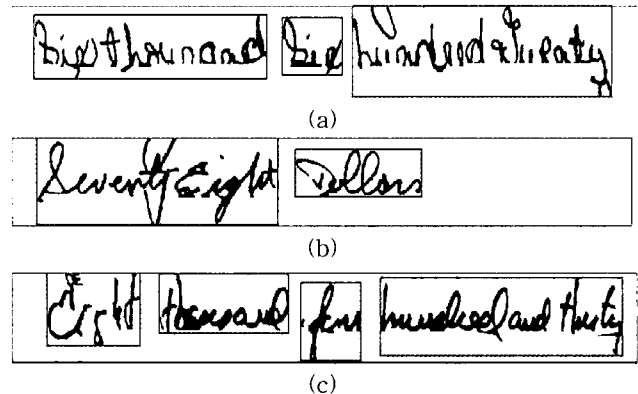 Six thousand Six hundred & Twenty
(a)
Seventy Eight Dollars
(b)
Eight thousand four hundred and Thirty
(c)